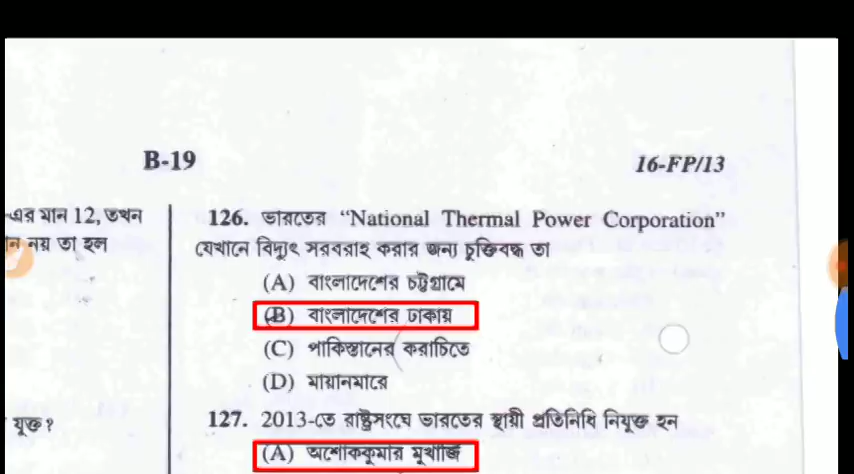 B-19
16-FP/13
-এর মান 12, তখন
নয় তা হল
যুক্ত?
126. ভারতের “National Thermal Power Corporation”
যেখানে বিদ্যুৎ সরবরাহ করার জন্য চুক্তিবদ্ধ তা
(A) বাংলাদেশের চট্টগ্রামে
(B) বাংলাদেশের ঢাকায়
(C) পাকিস্তানের করাচিতে
(D) মায়ানমারে
127. 2013-তে রাষ্ট্রসংঘে ভারতের স্থায়ী প্রতিনিধি নিযুক্ত হন
(A) অশোককুমার মুখার্জি